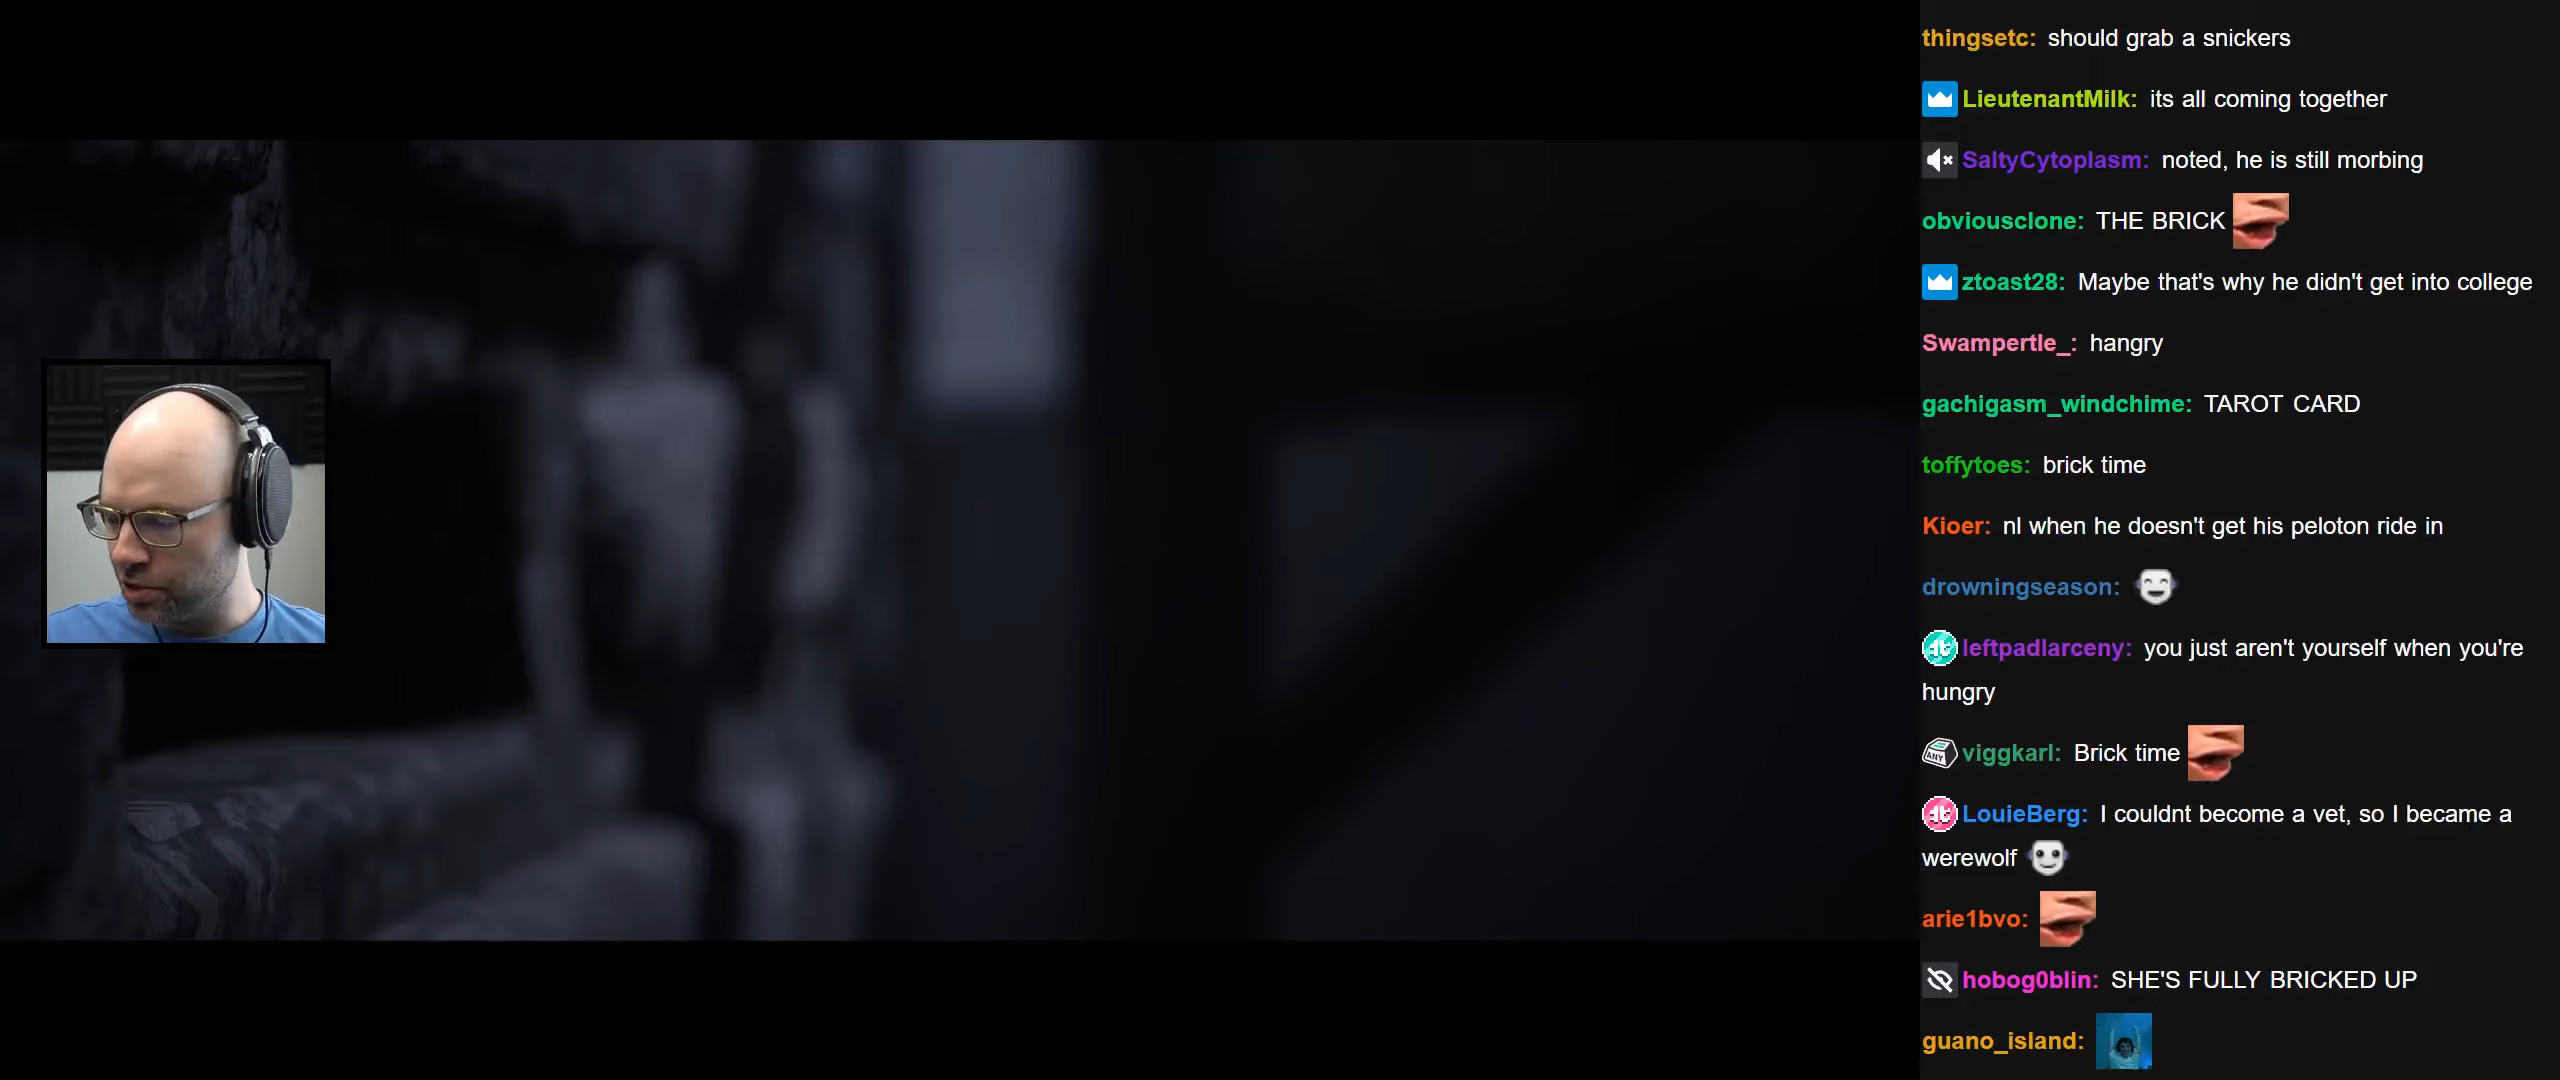 thingsetc: should grab a snickers
LieutenantMilk: its all coming together
SaltyCytoplasm: noted, he is still morbing
obviousclone: THE BRICK
ztoast28: Maybe that's why he didn't get into college
Swampertle_: hangry
gachigasm_windchime: TAROT CARD
toffytoes: brick time
Kioer: nl when he doesn't get his peloton ride in
drowningseason:
leftpadlarceny: you just aren't yourself when you're
hungry
ANY viggkarl: Brick time
LouieBerg: I couldnt become a vet, so I became a
werewolf
arie1bvo:
hobog0blin: SHE'S FULLY BRICKED UP
guano_island: